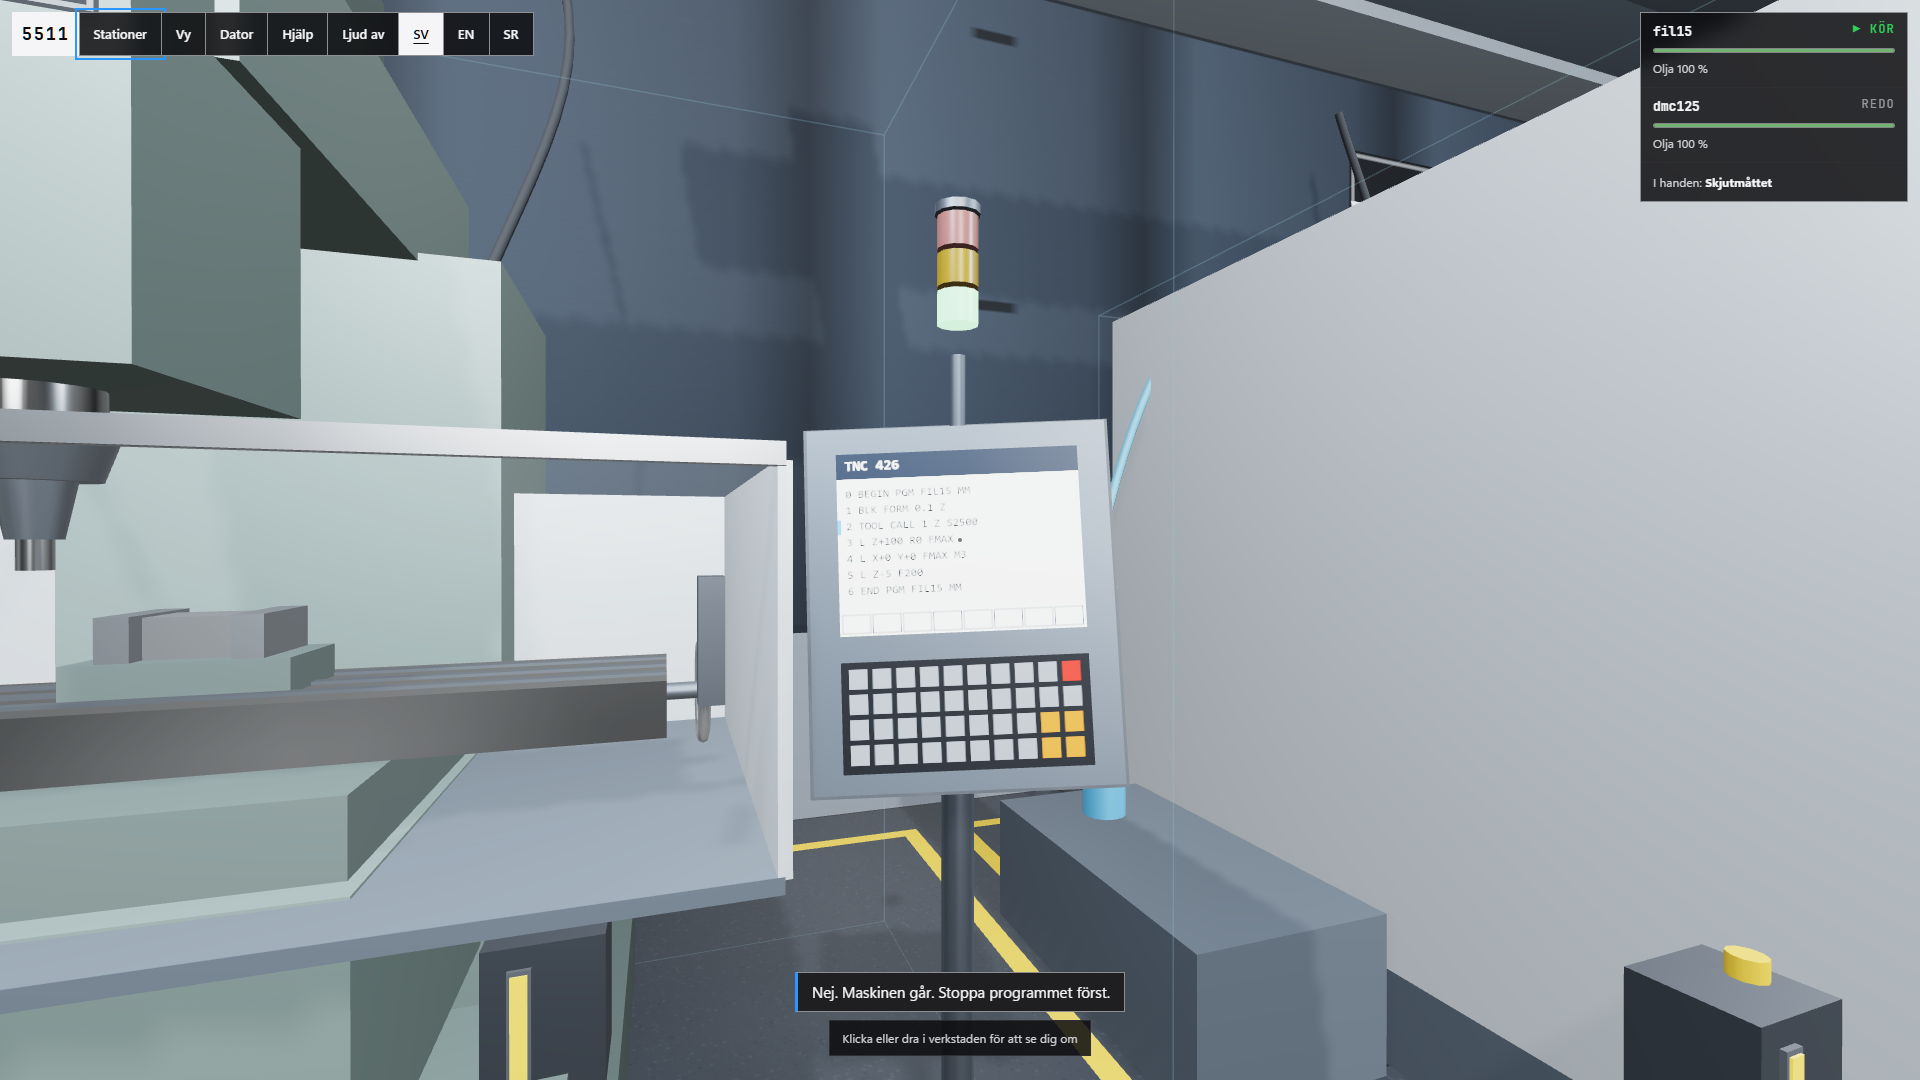 5511 Stationer Vy Dator Hjälp Ljud av SV EN SR
fil15 ▶ KÖR
Olja 100 %
dmc125 REDO
Olja 100 %
I handen: Skjutmåttet
TNC 426
0 BEGIN PGM FIL15 MM
1 BLK FORM 0.1 Z
2 TOOL CALL 1 Z S2500
3 L Z+100 R0 FMAX
4 L X+0 Y+0 FMAX M3
5 L Z-5 F200
6 END PGM FIL15 MM
Nej. Maskinen går. Stoppa programmet först.
Klicka eller dra i verkstaden för att se dig om